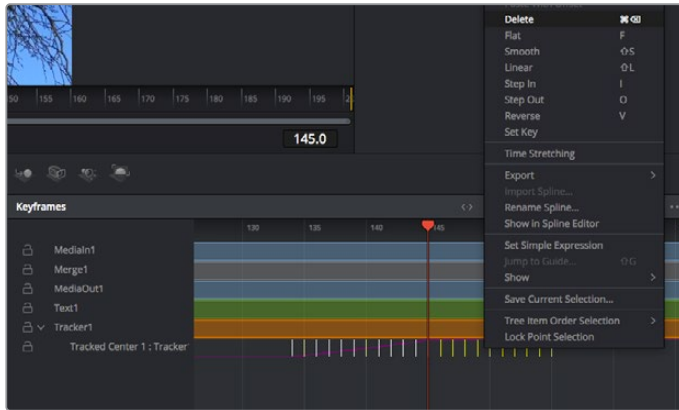 Delete ⌘⌫
Flat F
Smooth ⇧S
Linear ⇧L
Step In I
Step Out O
Reverse V
Set Key
Time Stretching
Export >
Import Spline...
Rename Spline...
Show in Spline Editor
Set Simple Expression
Jump to Guide... ⇧G
Show >
Save Current Selection...
Tree Item Order Selection >
Lock Point Selection
155 160 165 170 175 180 185 190 195
145.0
Keyframes
130 135 140 145
MediaIn1
Merge1
MediaOut1
Text1
Tracker1
Tracked Center 1 : Tracker